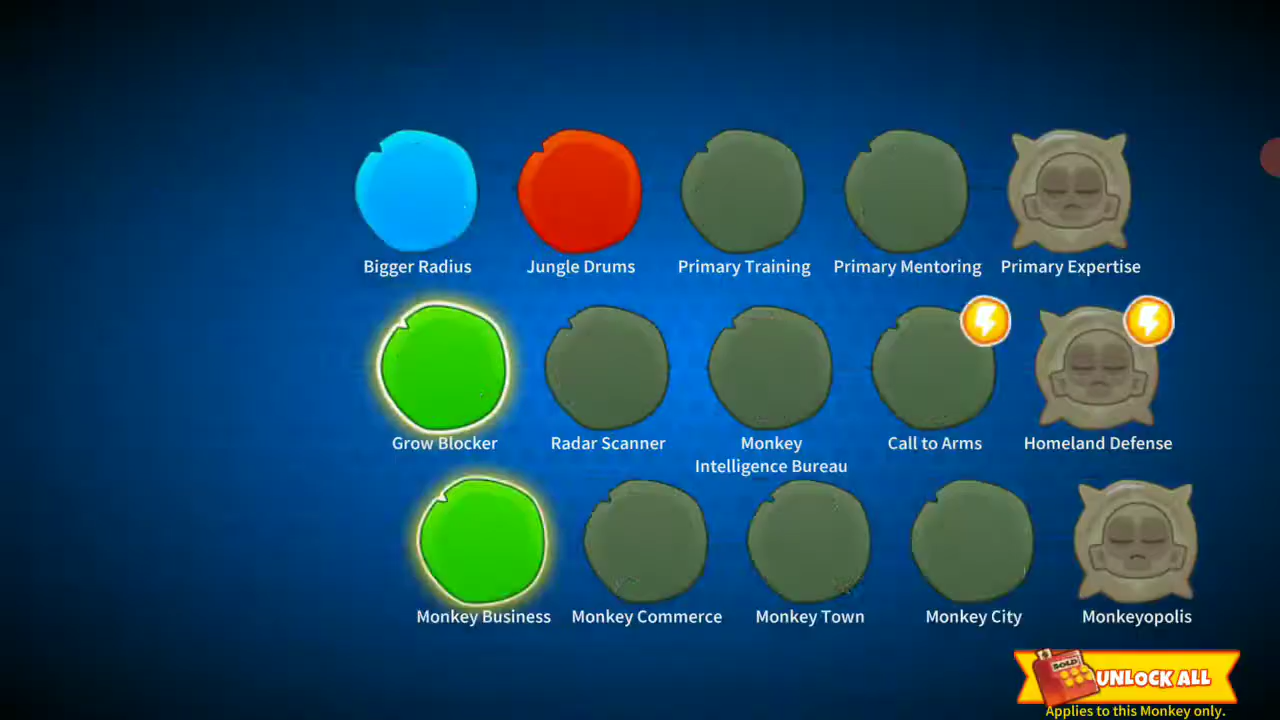 Bigger Radius
Jungle Drums
Primary Training
Primary Mentoring
Primary Expertise
Grow Blocker
Radar Scanner
Monkey
Intelligence Bureau
Call to Arms
Homeland Defense
Monkey Business
Monkey Commerce
Monkey Town
Monkey City
Monkeyopolis
SOLD
UNLOCK ALL
Applies to this Monkey only.